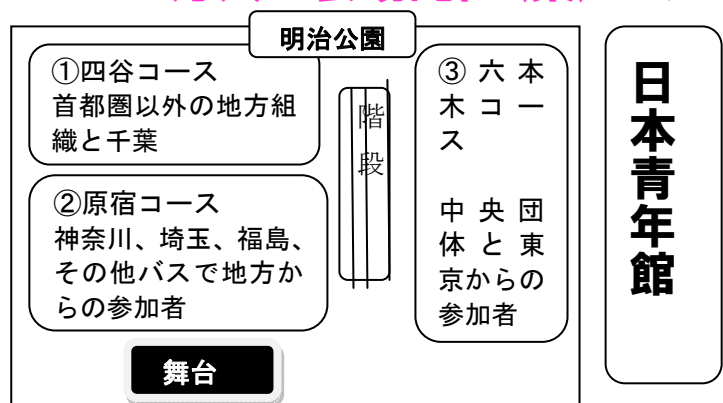 明治公園
①四谷コース
首都圏以外の地方組
織と千葉
②原宿コース
神奈川、埼玉、福島、
その他バスで地方か
らの参加者
階段
③ 六 本
木 コ ー
ス
中 央 団
体 と 東
京からの
参加者
日本青年館
舞台